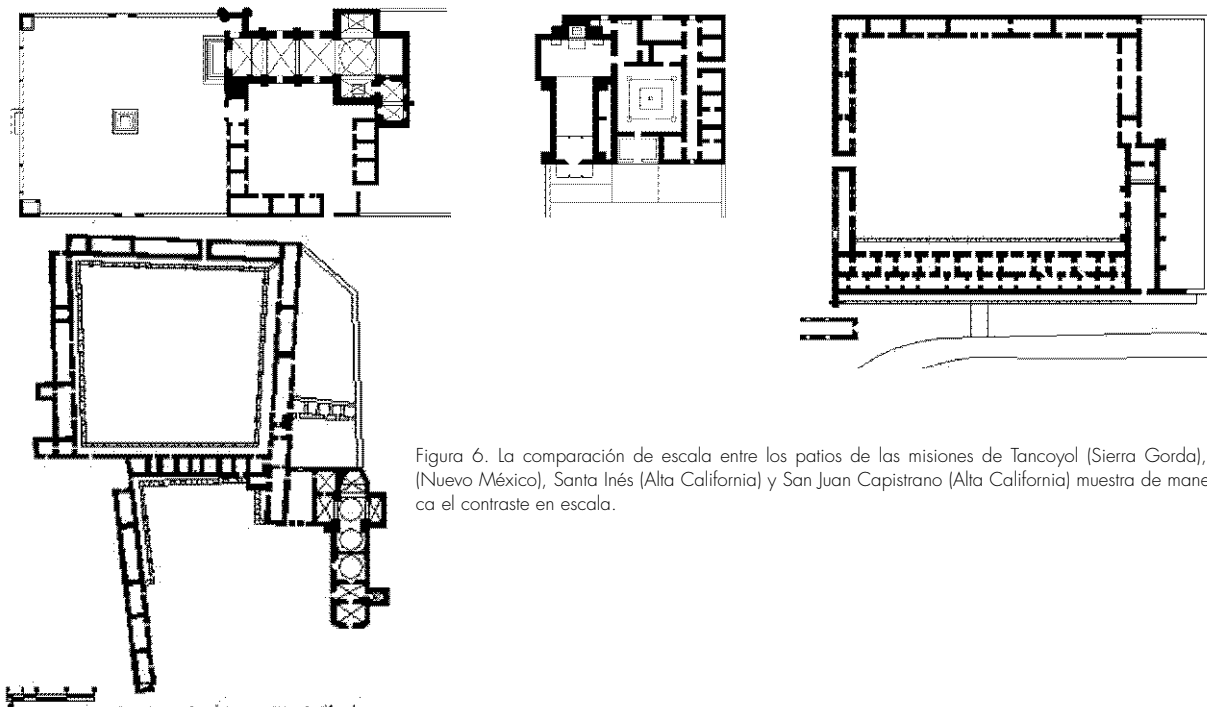 Figura 6. La comparación de escala entre los patios de las misiones de Tancoyol (Sierra Gorda),
(Nuevo México), Santa Inés (Alta California) y San Juan Capistrano (Alta California) muestra de mane
ca el contraste en escala.